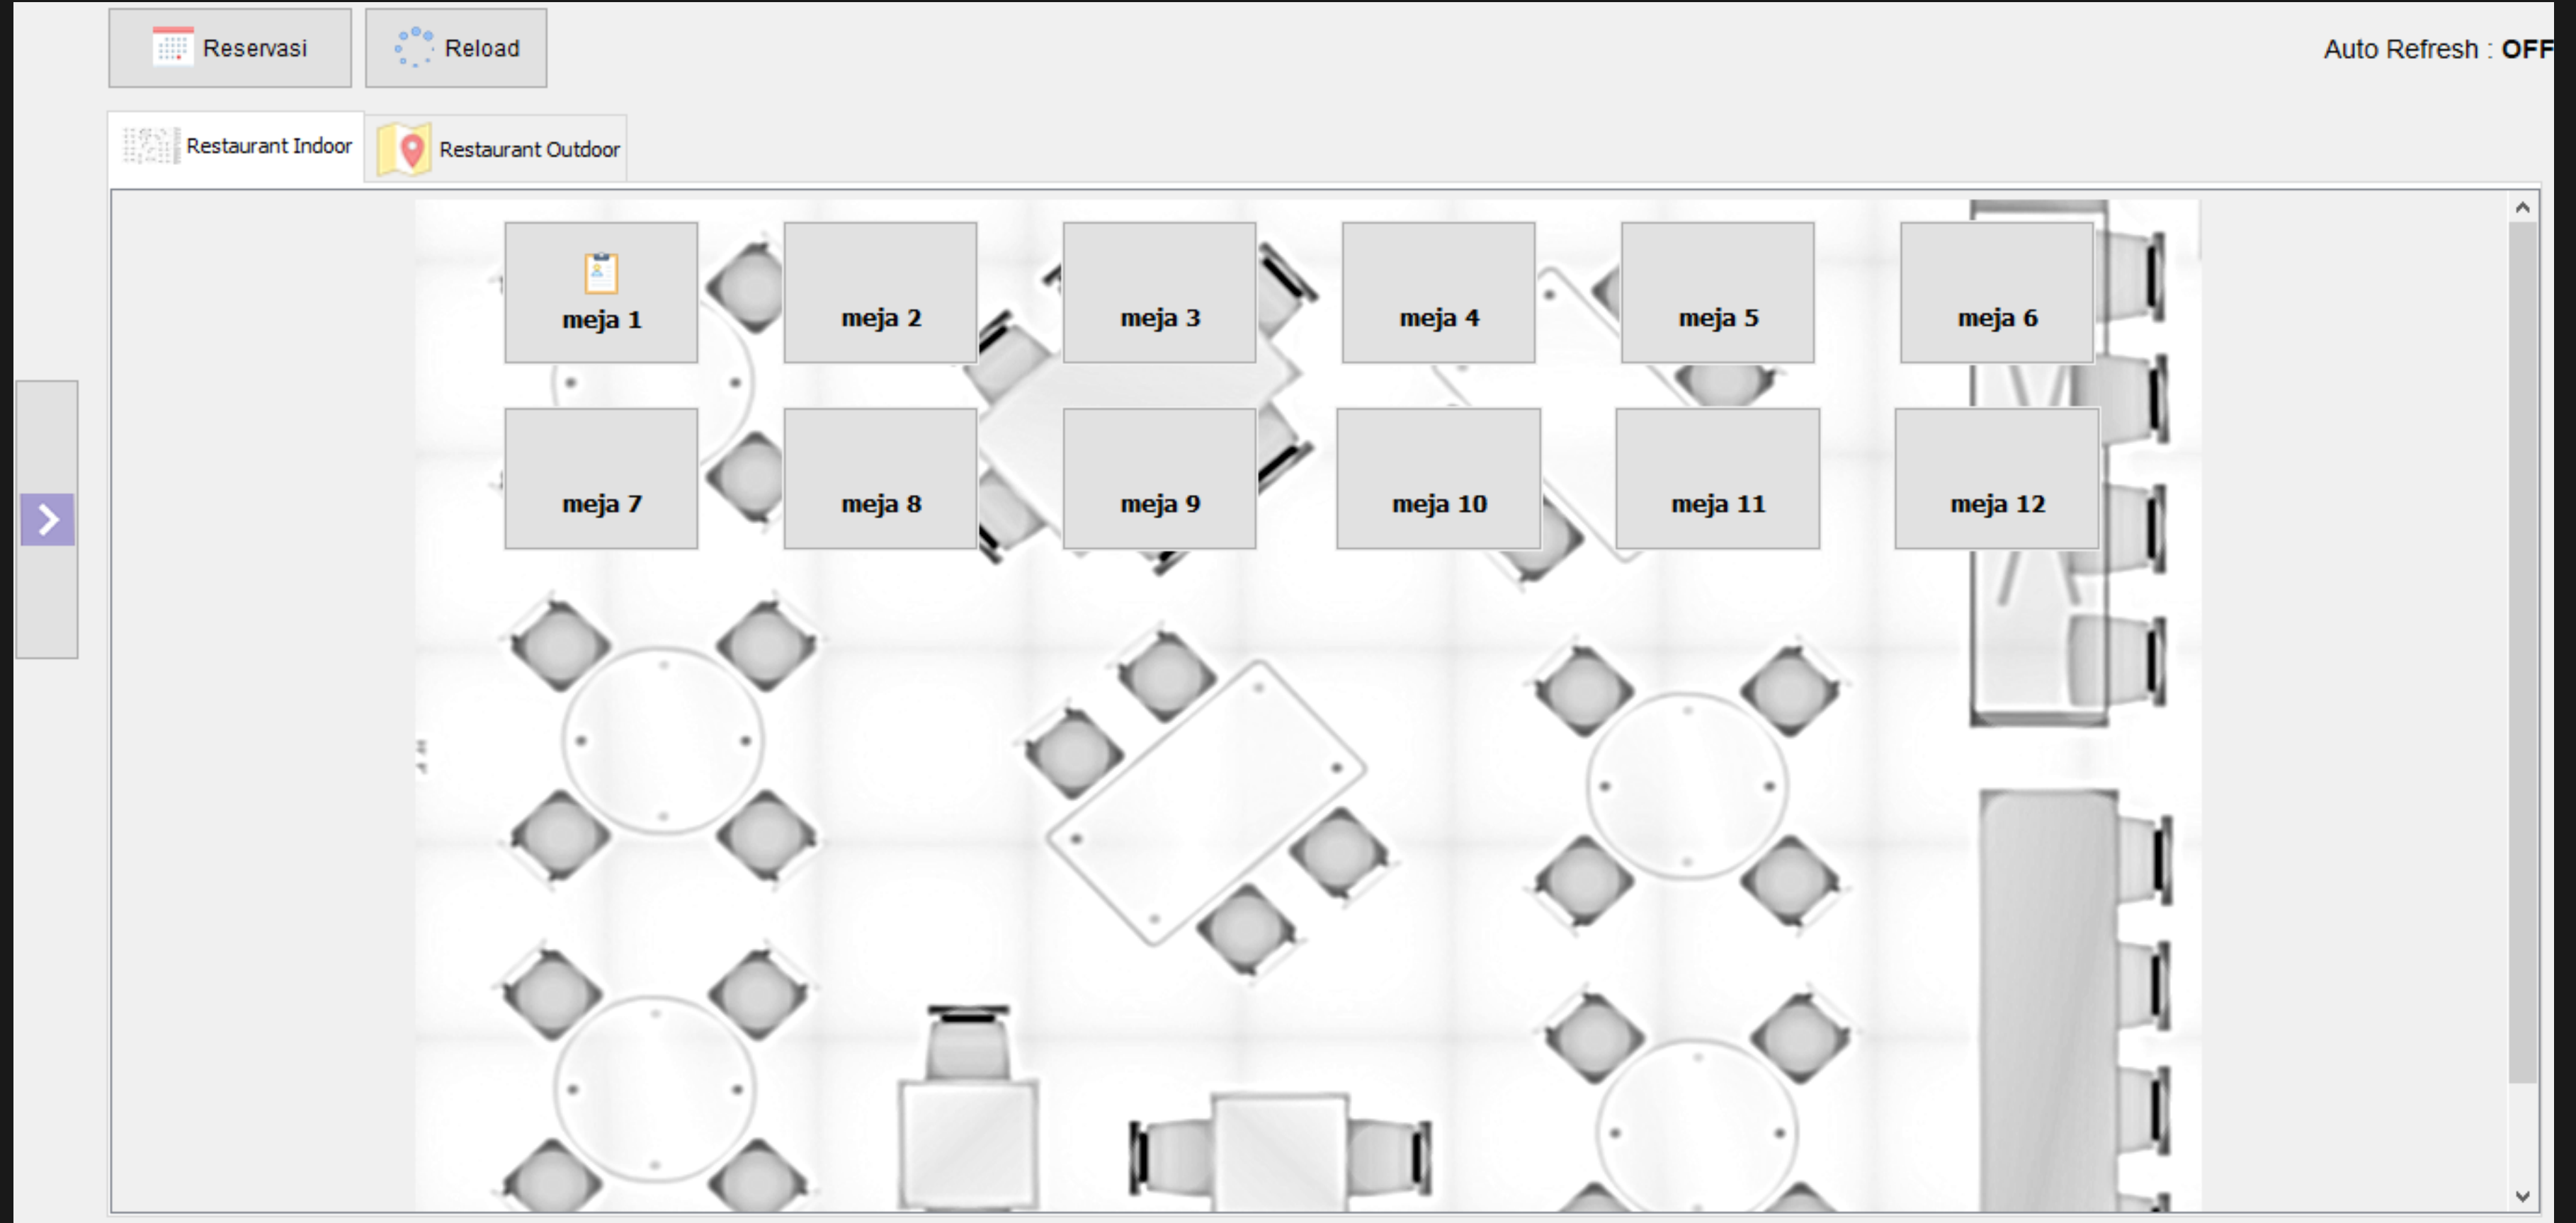 Reservasi
Reload
Auto Refresh : OFF
Restaurant Indoor
Restaurant Outdoor
meja 1
meja 2
meja 3
meja 4
meja 5
meja 6
meja 7
meja 8
meja 9
meja 10
meja 11
meja 12